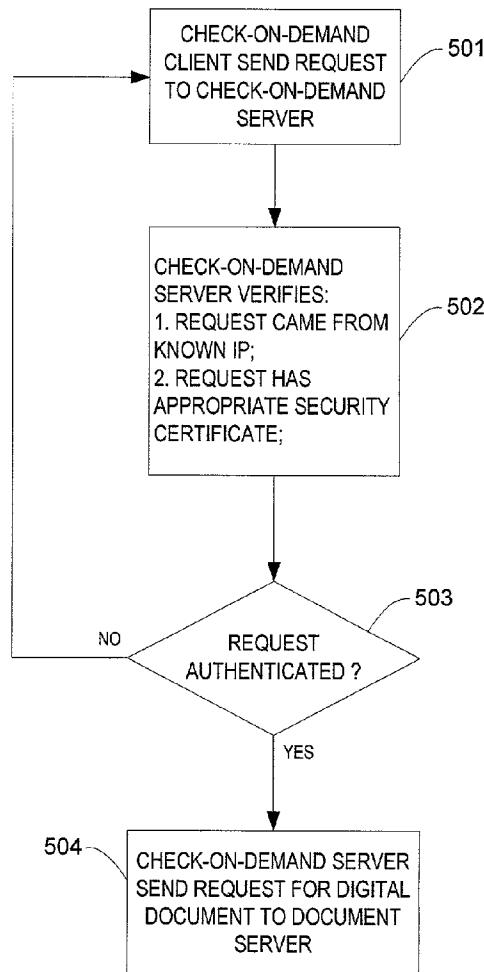 CHECK-ON-DEMAND
CLIENT SEND REQUEST
TO CHECK-ON-DEMAND
SERVER
501
CHECK-ON-DEMAND
SERVER VERIFIES:
1. REQUEST CAME FROM
KNOWN IP;
2. REQUEST HAS
APPROPRIATE SECURITY
CERTIFICATE;
502
503
NO
REQUEST
AUTHENTICATED ?
YES
504
CHECK-ON-DEMAND SERVER
SEND REQUEST FOR DIGITAL
DOCUMENT TO DOCUMENT
SERVER